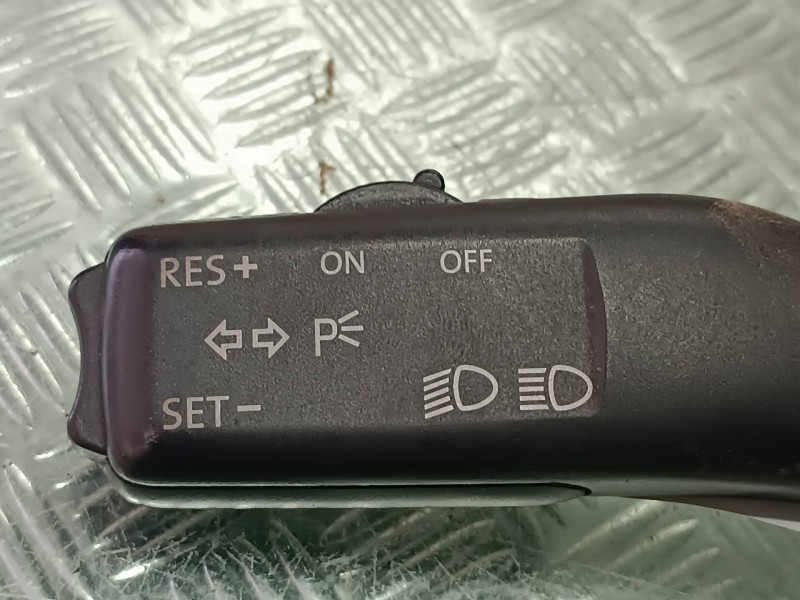 RES+ ON OFF
P
SET-